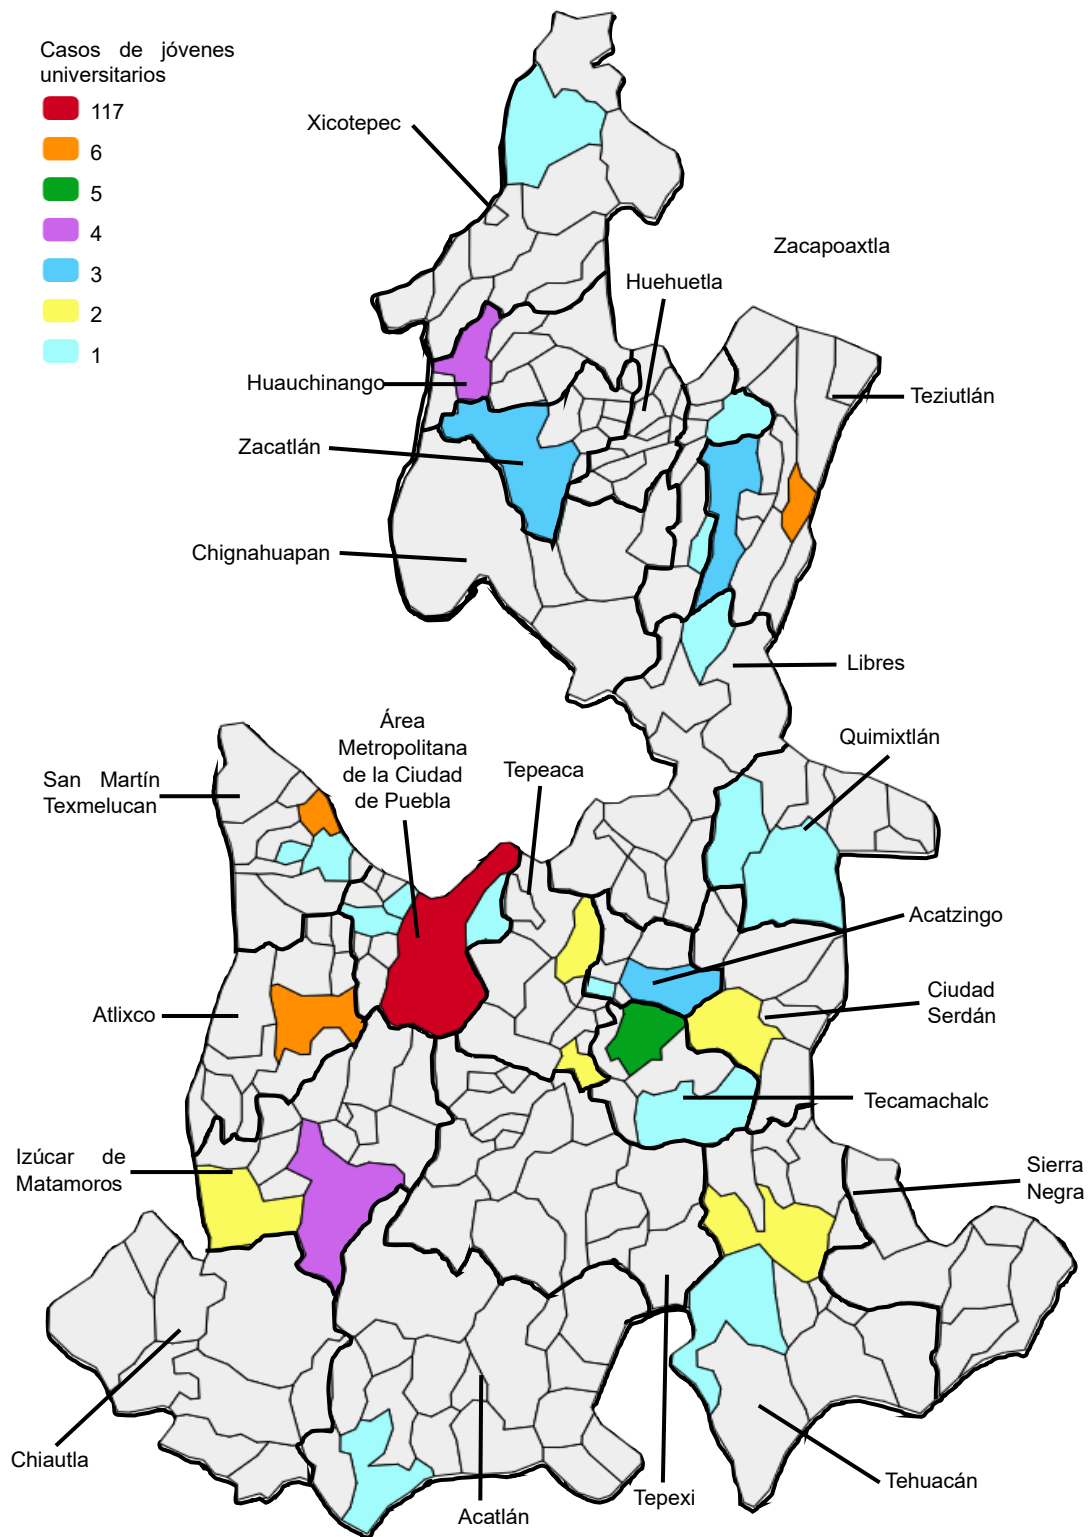 Casos de jóvenes
universitarios
117
6
5
4
3
2
1
Xicotepec
Zacapoaxtla
Huehuetla
Huauchinango
Teziutlán
Zacatlán
Chignahuapan
Libres
Área
Metropolitana
de la Ciudad
de Puebla
Quimixtlán
San Martín
Texmelucan
Tepeaca
Acatzingo
Ciudad
Serdán
Atlixco
Tecamachalc
Izúcar de
Matamoros
Sierra
Negra
Chiautla
Tehuacán
Tepexi
Acatlán